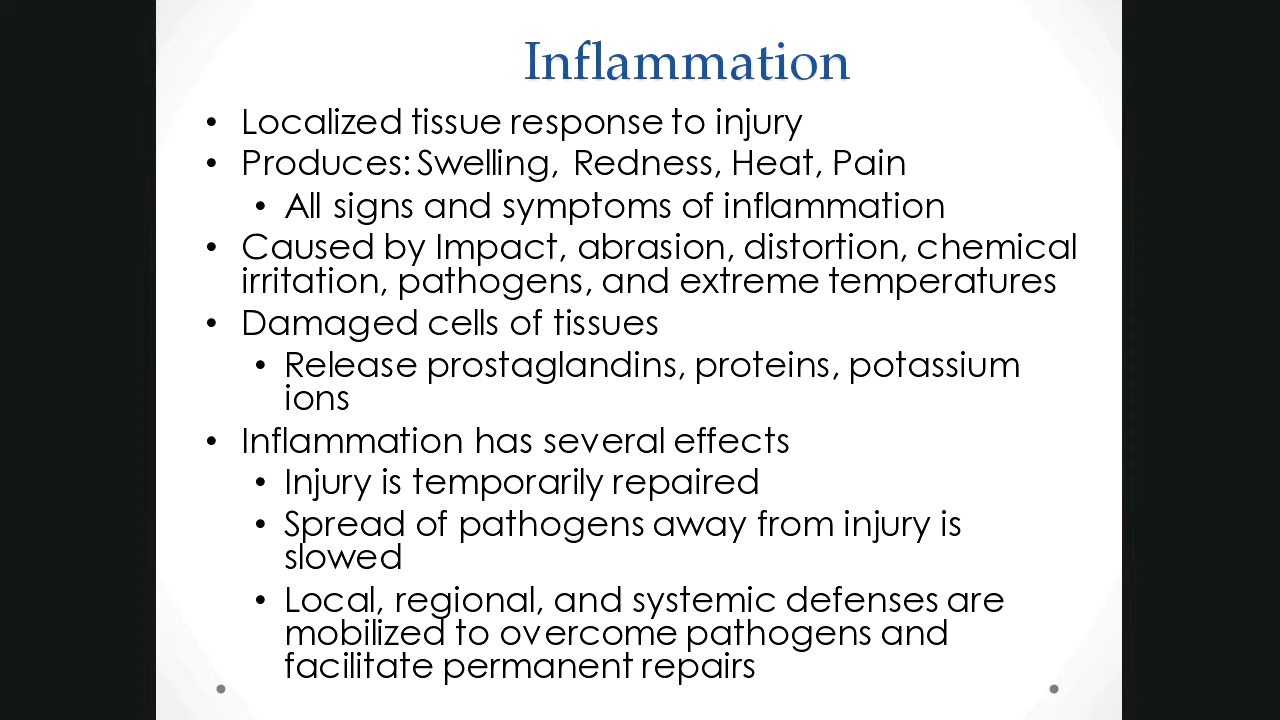 Inflammation
• Localized tissue response to injury
• Produces: Swelling, Redness, Heat, Pain
• All signs and symptoms of inflammation
• Caused by Impact, abrasion, distortion, chemical
irritation, pathogens, and extreme temperatures
• Damaged cells of tissues
• Release prostaglandins, proteins, potassium
ions
• Inflammation has several effects
• Injury is temporarily repaired
• Spread of pathogens away from injury is
slowed
• Local, regional, and systemic defenses are
mobilized to overcome pathogens and
facilitate permanent repairs